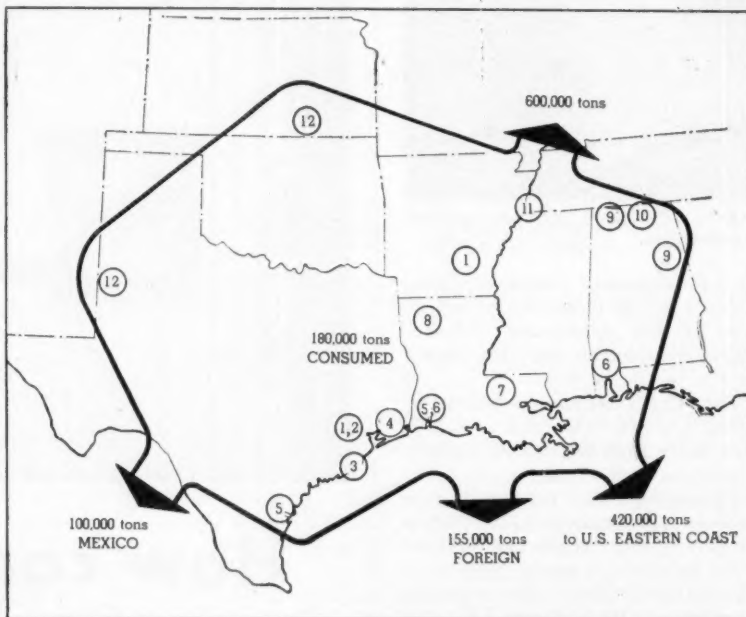 600,000 tons
12
11
9
10
9
12
1
8
180,000 tons
CONSUMED
6
7
1,2
4
5,6
3
5
100,000 tons
MEXICO
155,000 tons
FOREIGN
420,000 tons
to U.S. EASTERN COAST